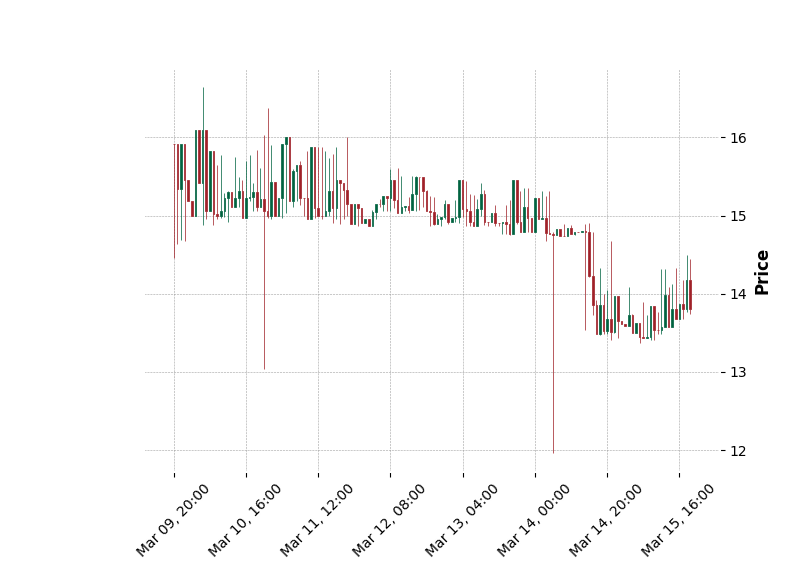 16
15
14
13
12
Price
Mar 09, 20:00
Mar 10, 16:00
Mar 11, 12:00
Mar 12, 08:00
Mar 13, 04:00
Mar 14, 00:00
Mar 14, 20:00
Mar 15, 16:00